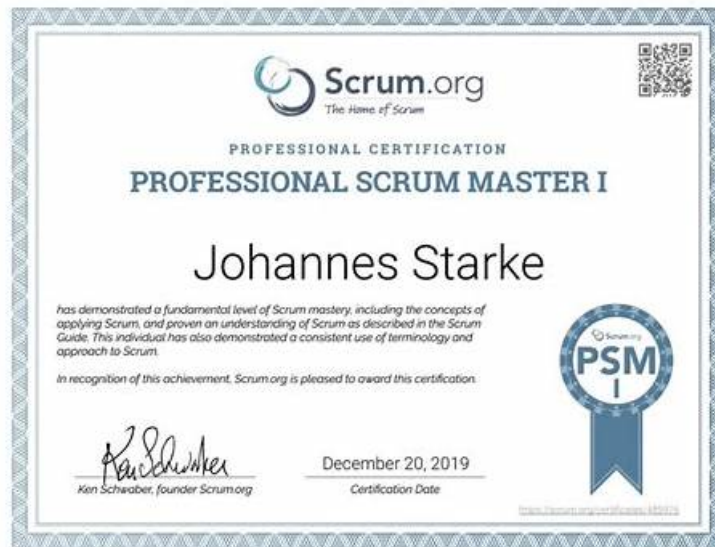 Scrum.org
The Home of Scrum
PROFESSIONAL CERTIFICATION
PROFESSIONAL SCRUM MASTER I
Johannes Starke
has demonstrated a fundamental level of Scrum mastery, including the concepts of
applying Scrum, and proven an understanding of Scrum as described in the Scrum
Guide. This individual has also demonstrated a consistent use of terminology and
approach to Scrum.
In recognition of this achievement, Scrum.org is pleased to award this certification.
Scrum.org
PSM
I
Ken Schwaber, founder Scrum.org
December 20, 2019
Certification Date